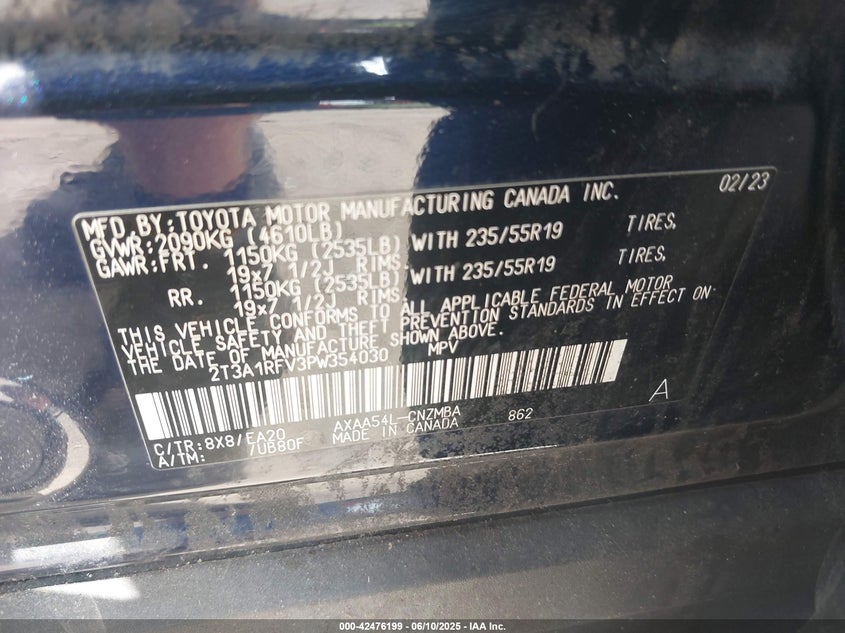 MFD. BY: TOYOTA MOTOR MANUFACTURING CANADA INC. 02/23
GVWR: 2090KG (4610LB)
GAWR: FRT. 1150KG (2535LB) WITH 235/55R19 TIRES,
19x7 1/2J RIMS.
RR. 1150KG (2535LB) WITH 235/55R19 TIRES,
19x7 1/2J RIMS.
THIS VEHICLE CONFORMS TO ALL APPLICABLE FEDERAL MOTOR
VEHICLE SAFETY AND THEFT PREVENTION STANDARDS IN EFFECT ON
THE DATE OF MANUFACTURE SHOWN ABOVE.
2T3A1RFV3PW354030 MPV
A
C/TR: 8X8/EA20 AXAA54L-CNZMBA 862
A/TM: /UB80F MADE IN CANADA
000-42476199 - 06/10/2025 - IAA Inc.